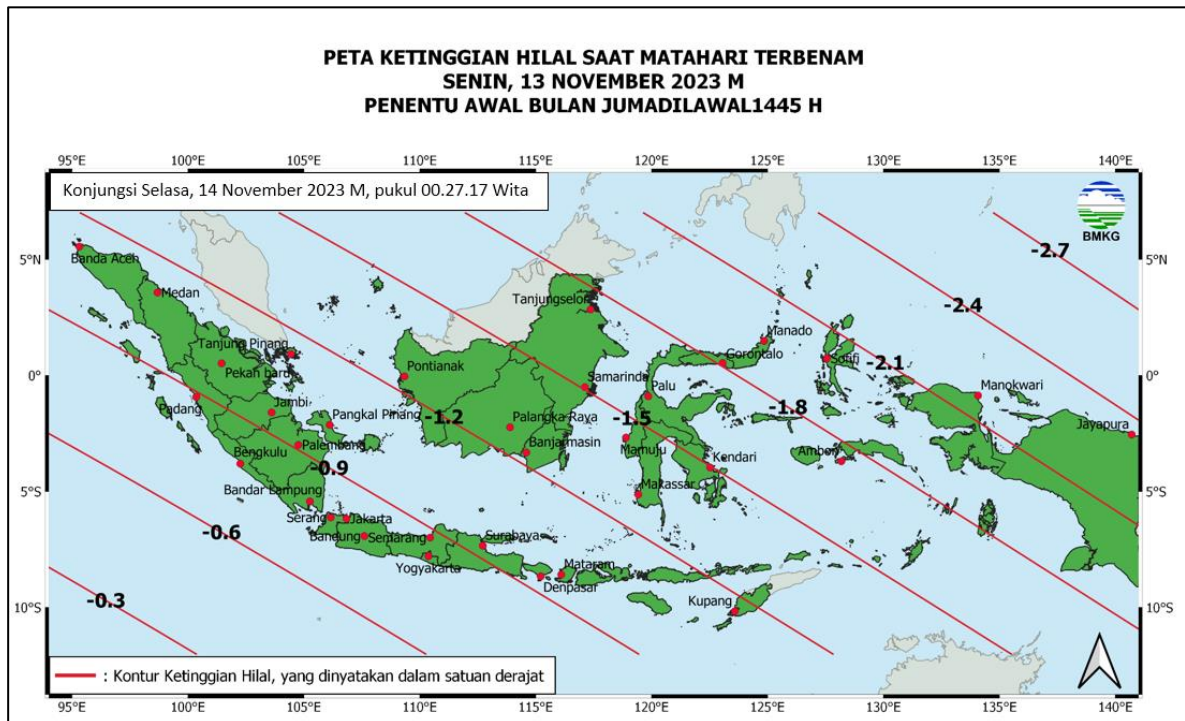 PETA KETINGGIAN HILAL SAAT MATAHARI TERBENAM
SENIN, 13 NOVEMBER 2023 M
PENENTU AWAL BULAN JUMADILAWAL1445 H
95°E 100°E 105°E 110°E 115°E 120°E 125°E 130°E 135°E 140°E
Konjungsi Selasa, 14 November 2023 M, pukul 00.27.17 Wita
BMKG
-2.7
5°N 5°N
Banda Aceh
Medan
Tanjungselor
-2.4
Tanjung Pinang
Manado
Gorontalo
Sofifi
-2.1
Pekan baru
Pontianak
0° 0°
Samarinda
Palu
Manokwari
Padang
Jambi
Pangkal Pinang
-1.2
Palangka Raya
-1.5
-1.8
Jayapura
Palembang
Banjarmasin
Mamuju
Ambon
Bengkulu
-0.9
Kendari
Bandar Lampung
Makassar
5°S 5°S
Serang
Jakarta
-0.6
Bandung
Semarang
Surabaya
Yogyakarta
Mataram
Denpasar
-0.3
Kupang
10°S 10°S
: Kontur Ketinggian Hilal, yang dinyatakan dalam satuan derajat
95°E 100°E 105°E 110°E 115°E 120°E 125°E 130°E 135°E 140°E